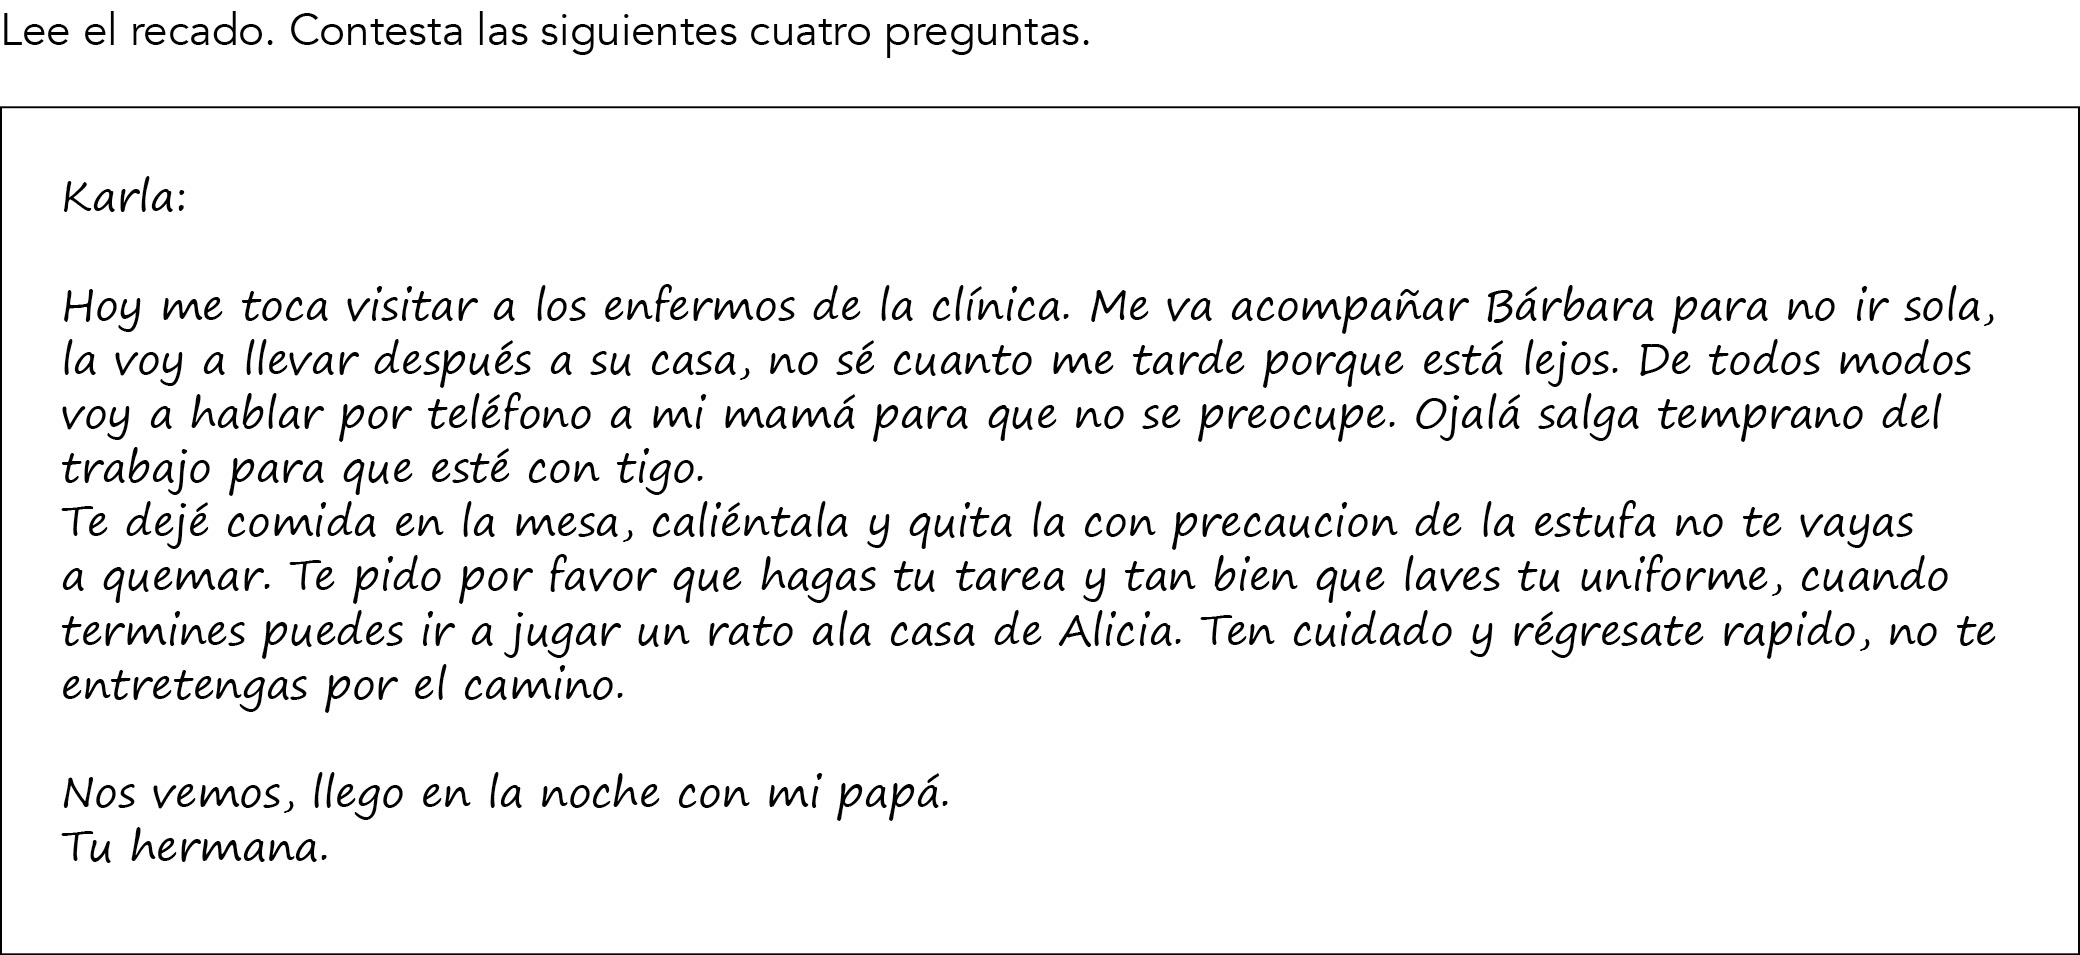 Lee el recado. Contesta las siguientes cuatro preguntas.
Karla:
Hoy me toca visitar a los enfermos de la clínica. Me va acompañar Bárbara para no ir sola,
la voy a llevar después a su casa, no sé cuanto me tarde porque está lejos. De todos modos
voy a hablar por teléfono a mi mamá para que no se preocupe. Ojalá salga temprano del
trabajo para que esté con tigo.
Te dejé comida en la mesa, caliéntala y quita la con precaucion de la estufa no te vayas
a quemar. Te pido por favor que hagas tu tarea y tan bien que laves tu uniforme, cuando
termines puedes ir a jugar un rato ala casa de Alicia. Ten cuidado y régresate rapido, no te
entretengas por el camino.
Nos vemos, llego en la noche con mi papá.
Tu hermana.